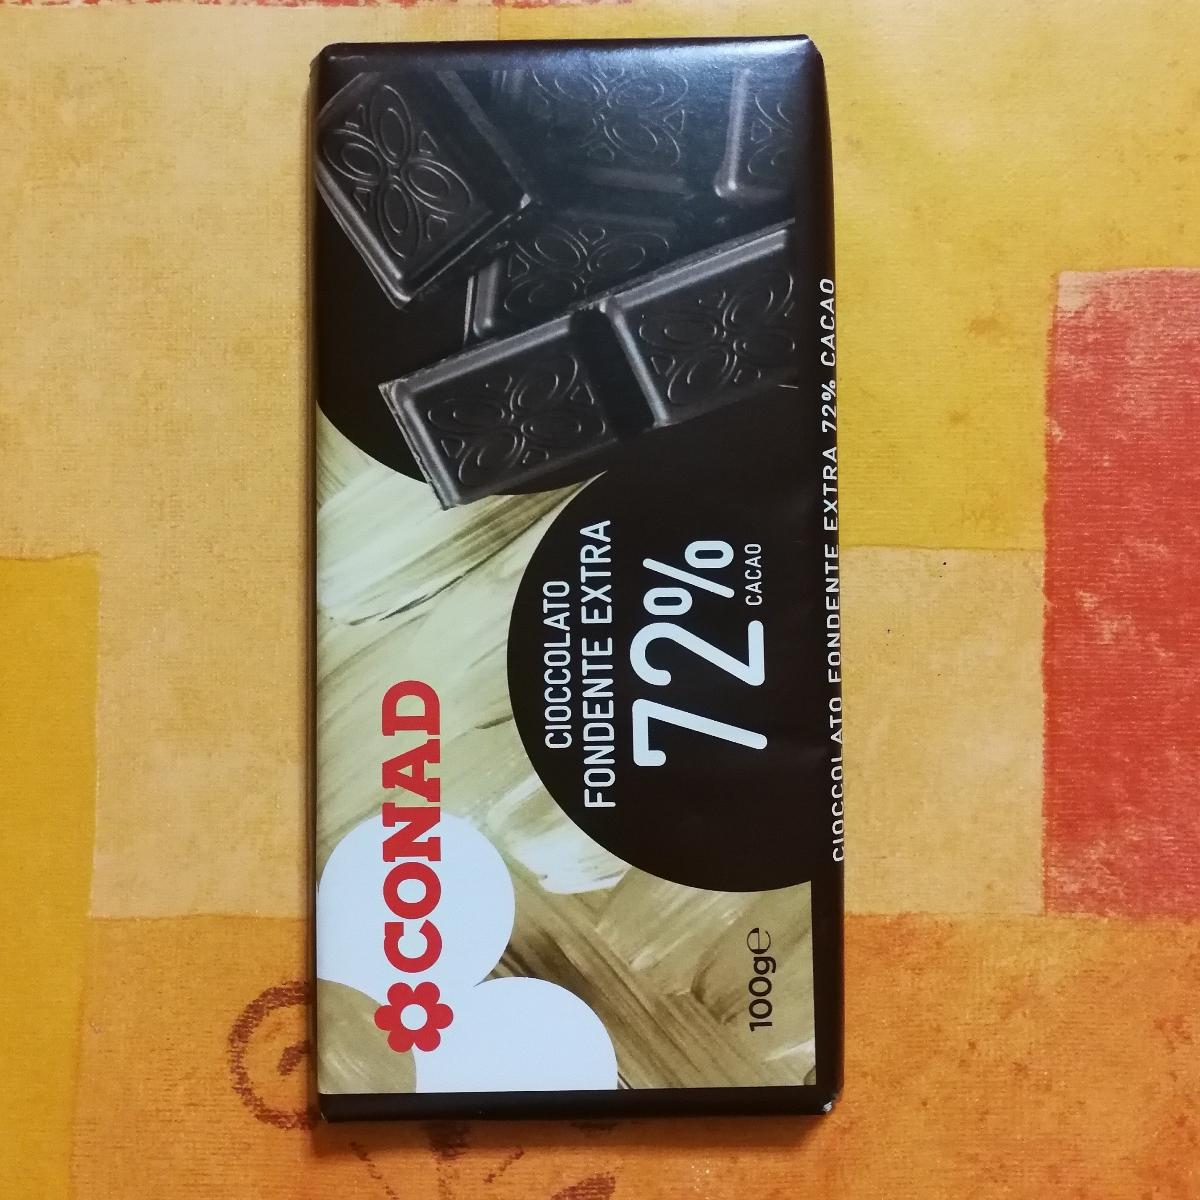 CONAD
CIOCCOLATO
FONDENTE EXTRA
72%
CACAO
100g℮
CIOCCOLATO FONDENTE EXTRA 72% CACAO